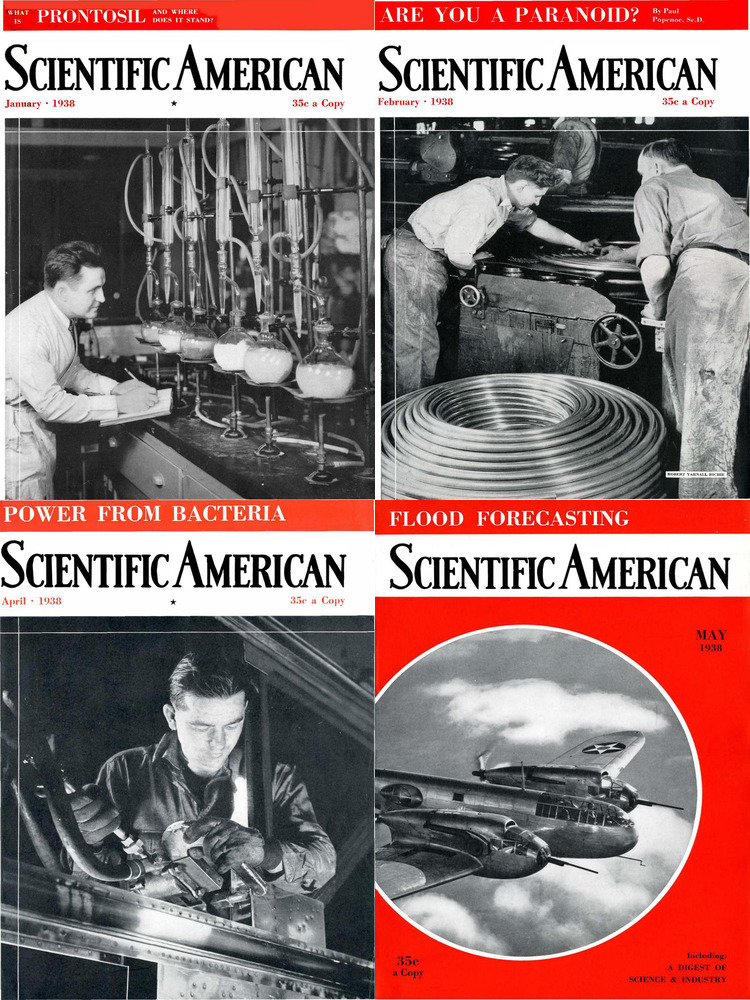 WHAT IS PRONTOSIL AND WHERE DOES IT STAND?
SCIENTIFIC AMERICAN
January · 1938 ★ 35c a Copy
ARE YOU A PARANOID? By Paul Popenoe, Sc.D.
SCIENTIFIC AMERICAN
February · 1938 35c a Copy
ROBERT YARNALL RICHIE
POWER FROM BACTERIA
SCIENTIFIC AMERICAN
April · 1938 ★ 35c a Copy
FLOOD FORECASTING
SCIENTIFIC AMERICAN
MAY
1938
35c
a Copy
Including:
A DIGEST OF
SCIENCE & INDUSTRY